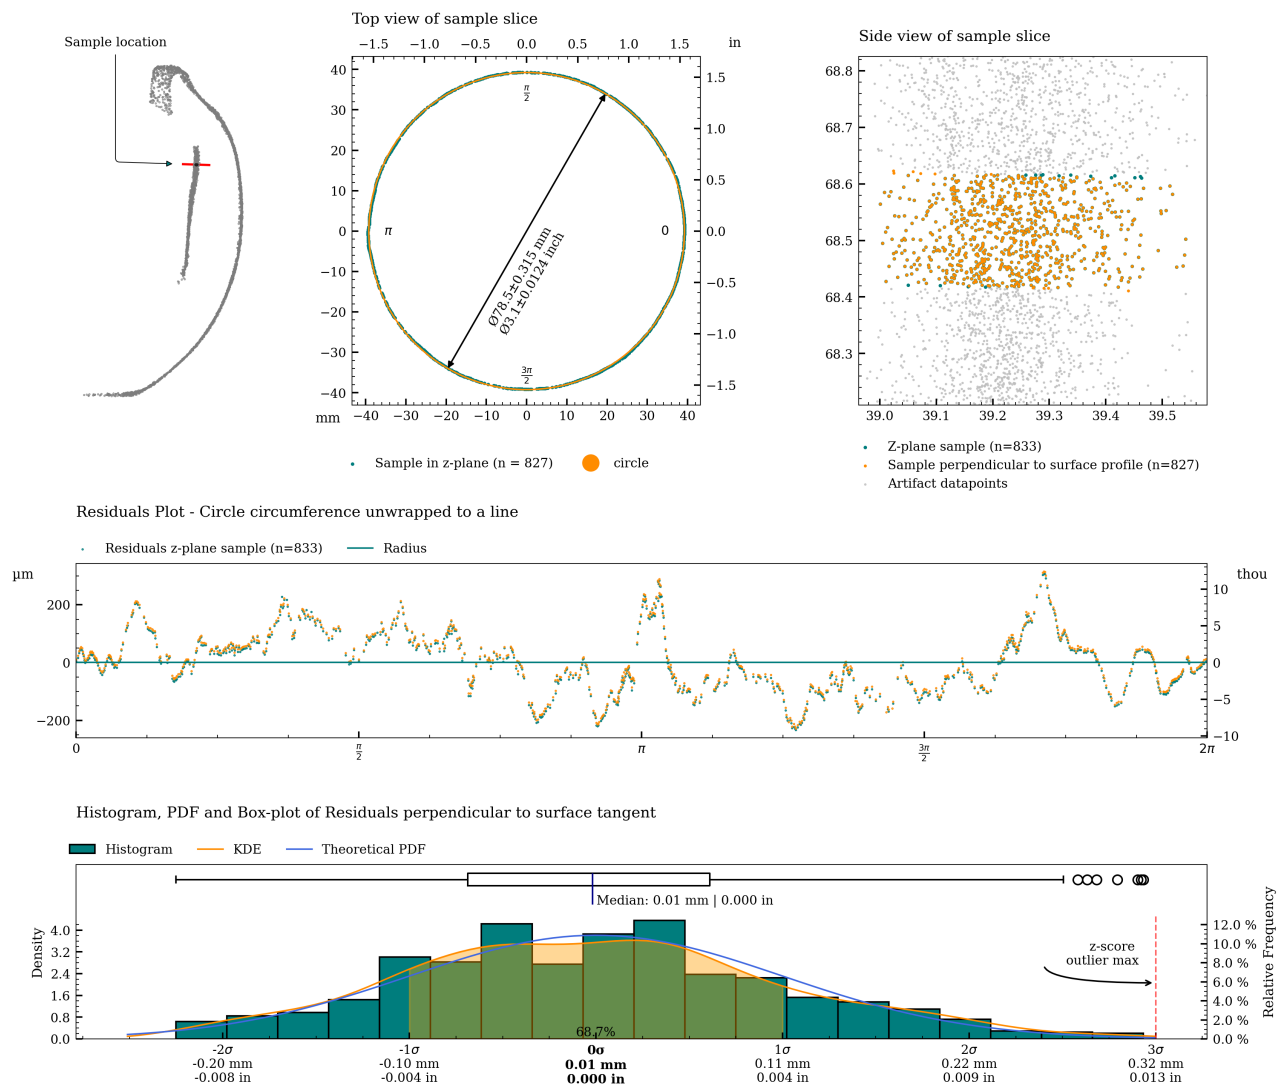 Sample location
Top view of sample slice
−1.5 −1.0 −0.5 0.0 0.5 1.0 1.5 in
40
30
20
10
0
−10
−20
−30
−40
1.5
1.0
0.5
0.0
−0.5
−1.0
−1.5
π/2
π
0
3π/2
Ø78.5±0.315 mm
Ø3.1±0.0124 inch
mm −40 −30 −20 −10 0 10 20 30 40
Sample in z-plane (n = 827) circle
Side view of sample slice
68.8
68.7
68.6
68.5
68.4
68.3
39.0 39.1 39.2 39.3 39.4 39.5
Z-plane sample (n=833)
Sample perpendicular to surface profile (n=827)
Artifact datapoints
Residuals Plot - Circle circumference unwrapped to a line
Residuals z-plane sample (n=833) Radius
µm thou
200
0
−200
10
5
0
−5
−10
0 π/2 π 3π/2 2π
Histogram, PDF and Box-plot of Residuals perpendicular to surface tangent
Histogram KDE Theoretical PDF
Median: 0.01 mm | 0.000 in
Density
4.0
3.2
2.4
1.6
0.8
0.0
z-score
outlier max
68.7%
12.0 %
10.0 %
8.0 %
6.0 %
4.0 %
2.0 %
0.0 %
Relative Frequency
-2σ -1σ 0σ 1σ 2σ 3σ
-0.20 mm -0.10 mm 0.01 mm 0.11 mm 0.22 mm 0.32 mm
-0.008 in -0.004 in 0.000 in 0.004 in 0.009 in 0.013 in